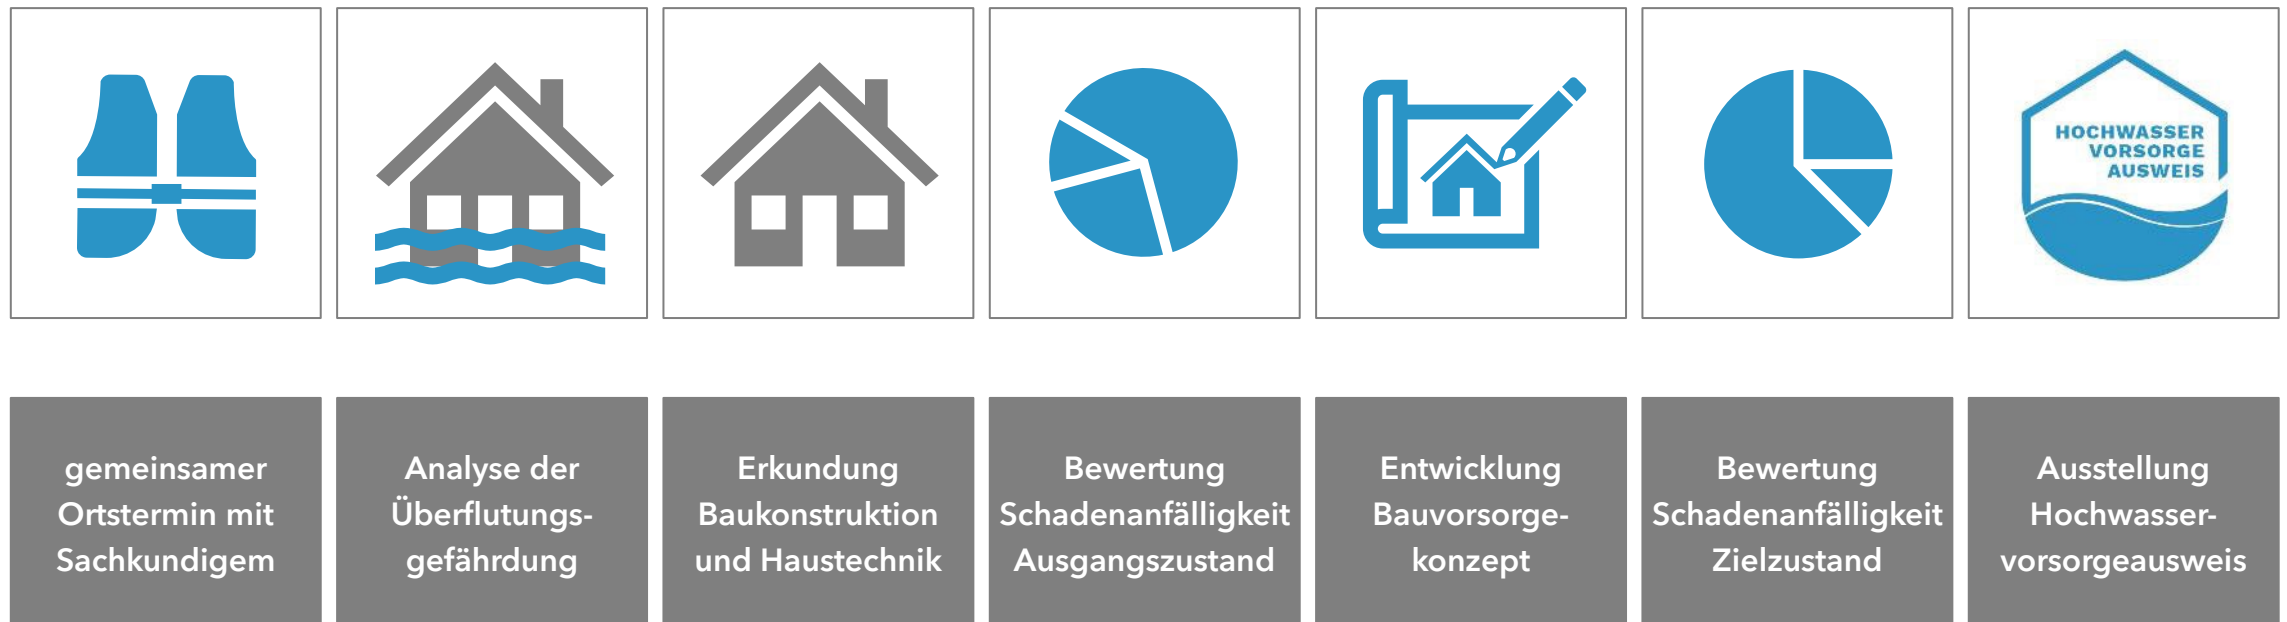 HOCHWASSER
VORSORGE
AUSWEIS
gemeinsamer
Ortstermin mit
Sachkundigem
Analyse der
Überflutungs-
gefährdung
Erkundung
Baukonstruktion
und Haustechnik
Bewertung
Schadenanfälligkeit
Ausgangszustand
Entwicklung
Bauvorsorge-
konzept
Bewertung
Schadenanfälligkeit
Zielzustand
Ausstellung
Hochwasser-
vorsorgeausweis